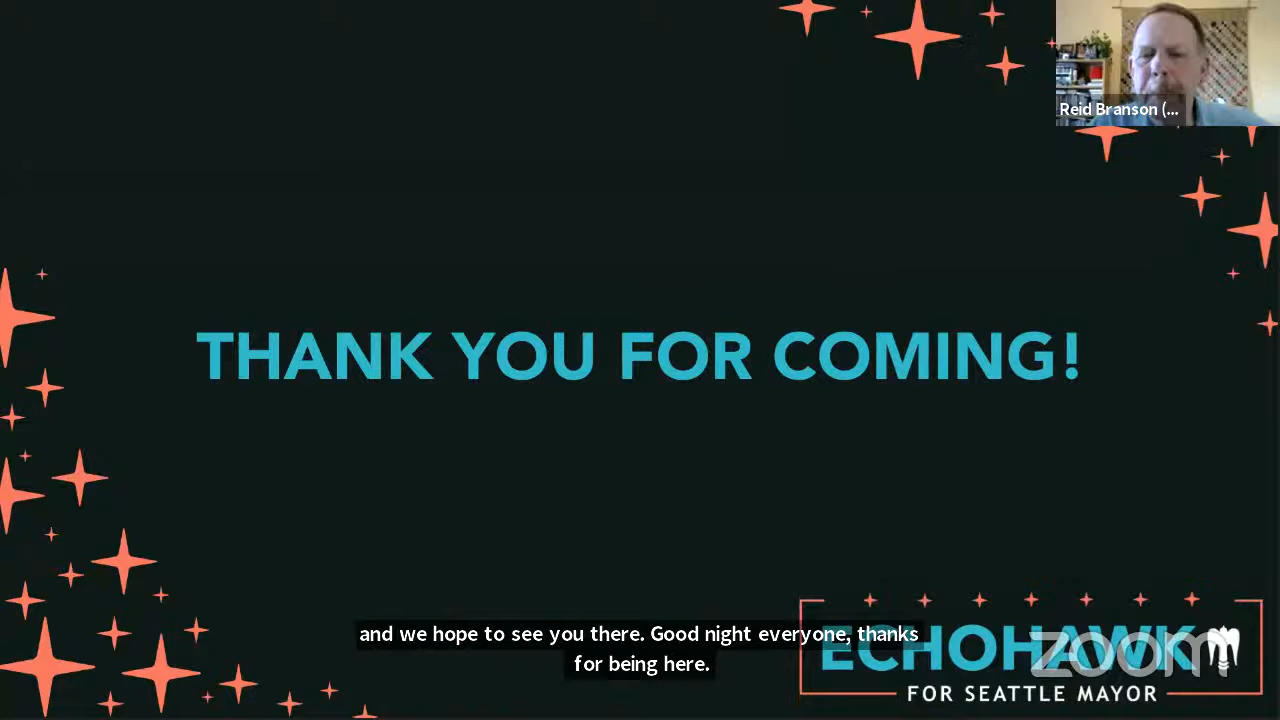 Reid Branson (...
THANK YOU FOR COMING!
and we hope to see you there. Good night everyone, thanks
for being here.
ECHOHAWK
zoom
FOR SEATTLE MAYOR